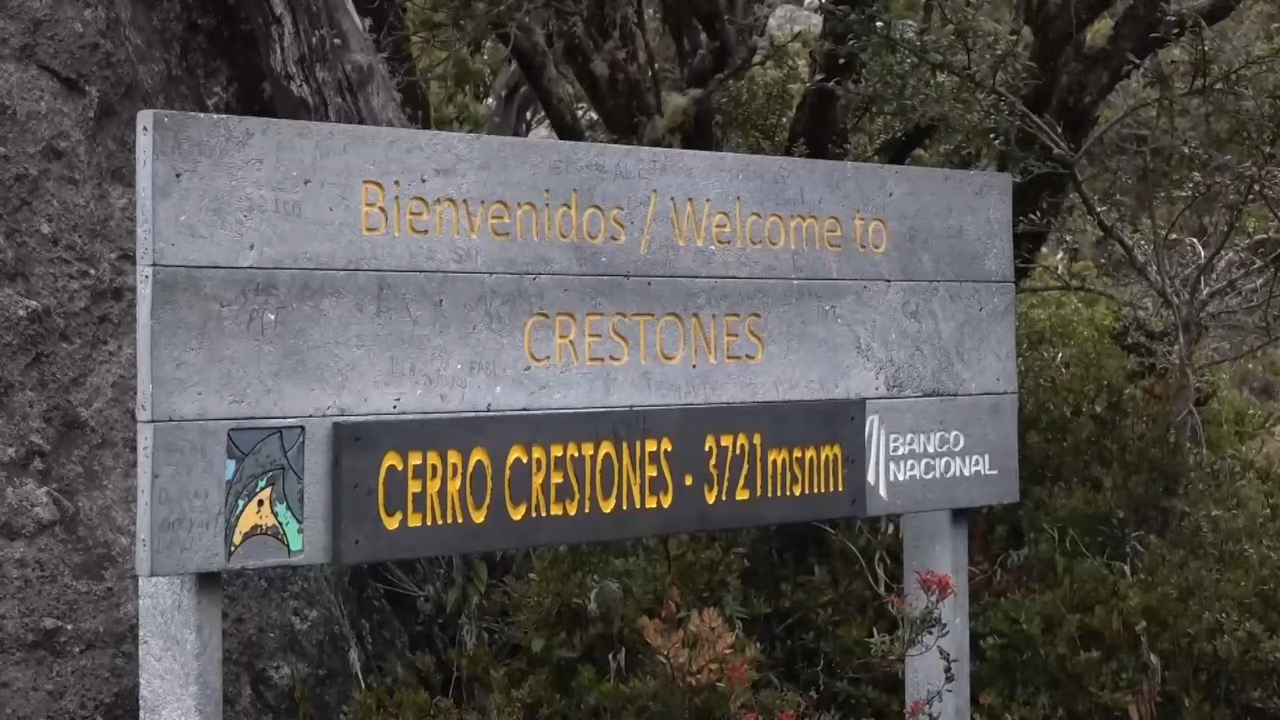 Bienvenidos / Welcome to
CRESTONES
CERRO CRESTONES - 3721msnm
BANCO
NACIONAL